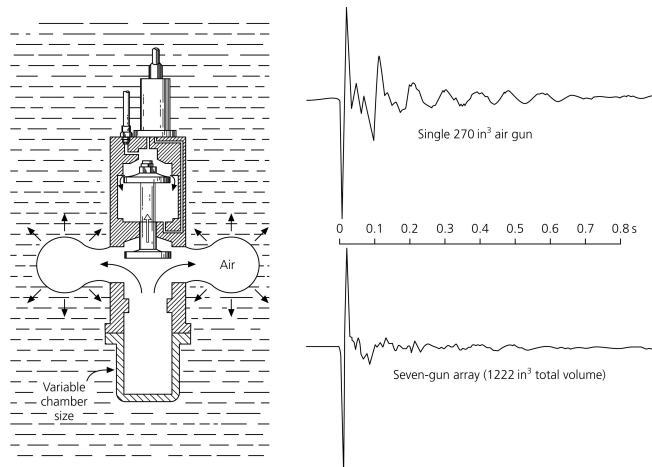 Air
Variable
chamber
size
Single 270 in³ air gun
0 0.1 0.2 0.3 0.4 0.5 0.6 0.7 0.8 s
Seven-gun array (1222 in³ total volume)